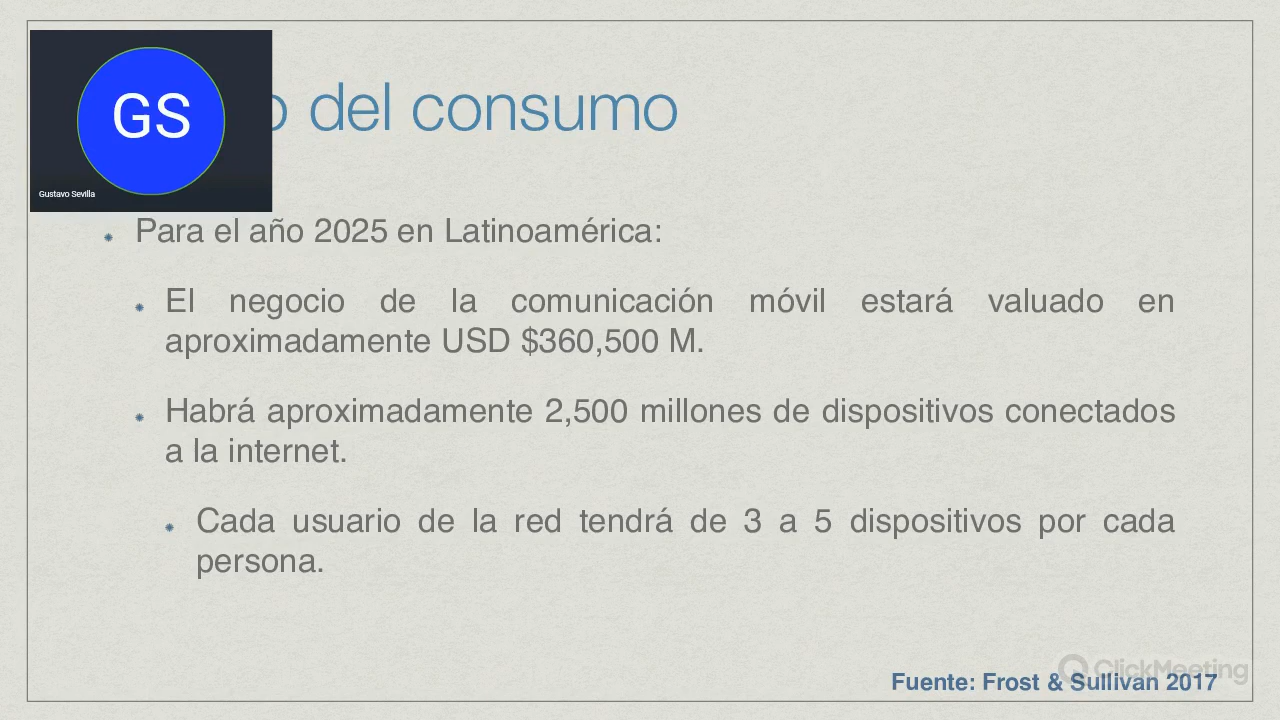 GS
Gustavo Sevilla
del consumo
Para el año 2025 en Latinoamérica:
El negocio de la comunicación móvil estará valuado en
aproximadamente USD $360,500 M.
Habrá aproximadamente 2,500 millones de dispositivos conectados
a la internet.
Cada usuario de la red tendrá de 3 a 5 dispositivos por cada
persona.
ClickMeeting
Fuente: Frost & Sullivan 2017